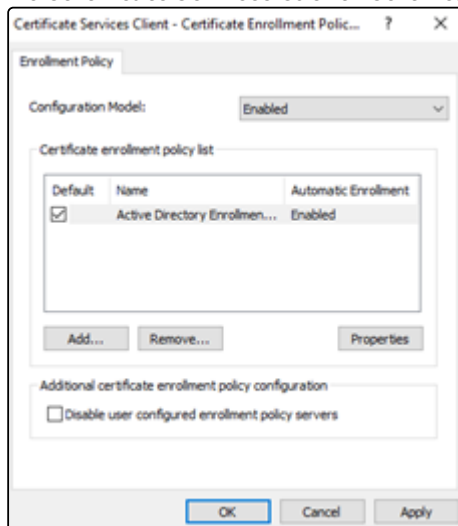 Certificate Services Client - Certificate Enrollment Polic... ? ×
Enrollment Policy
Configuration Model: Enabled
Certificate enrollment policy list
Default Name Automatic Enrollment
Active Directory Enrollmen... Enabled
Add... Remove... Properties
Additional certificate enrollment policy configuration
Disable user configured enrollment policy servers
OK Cancel Apply